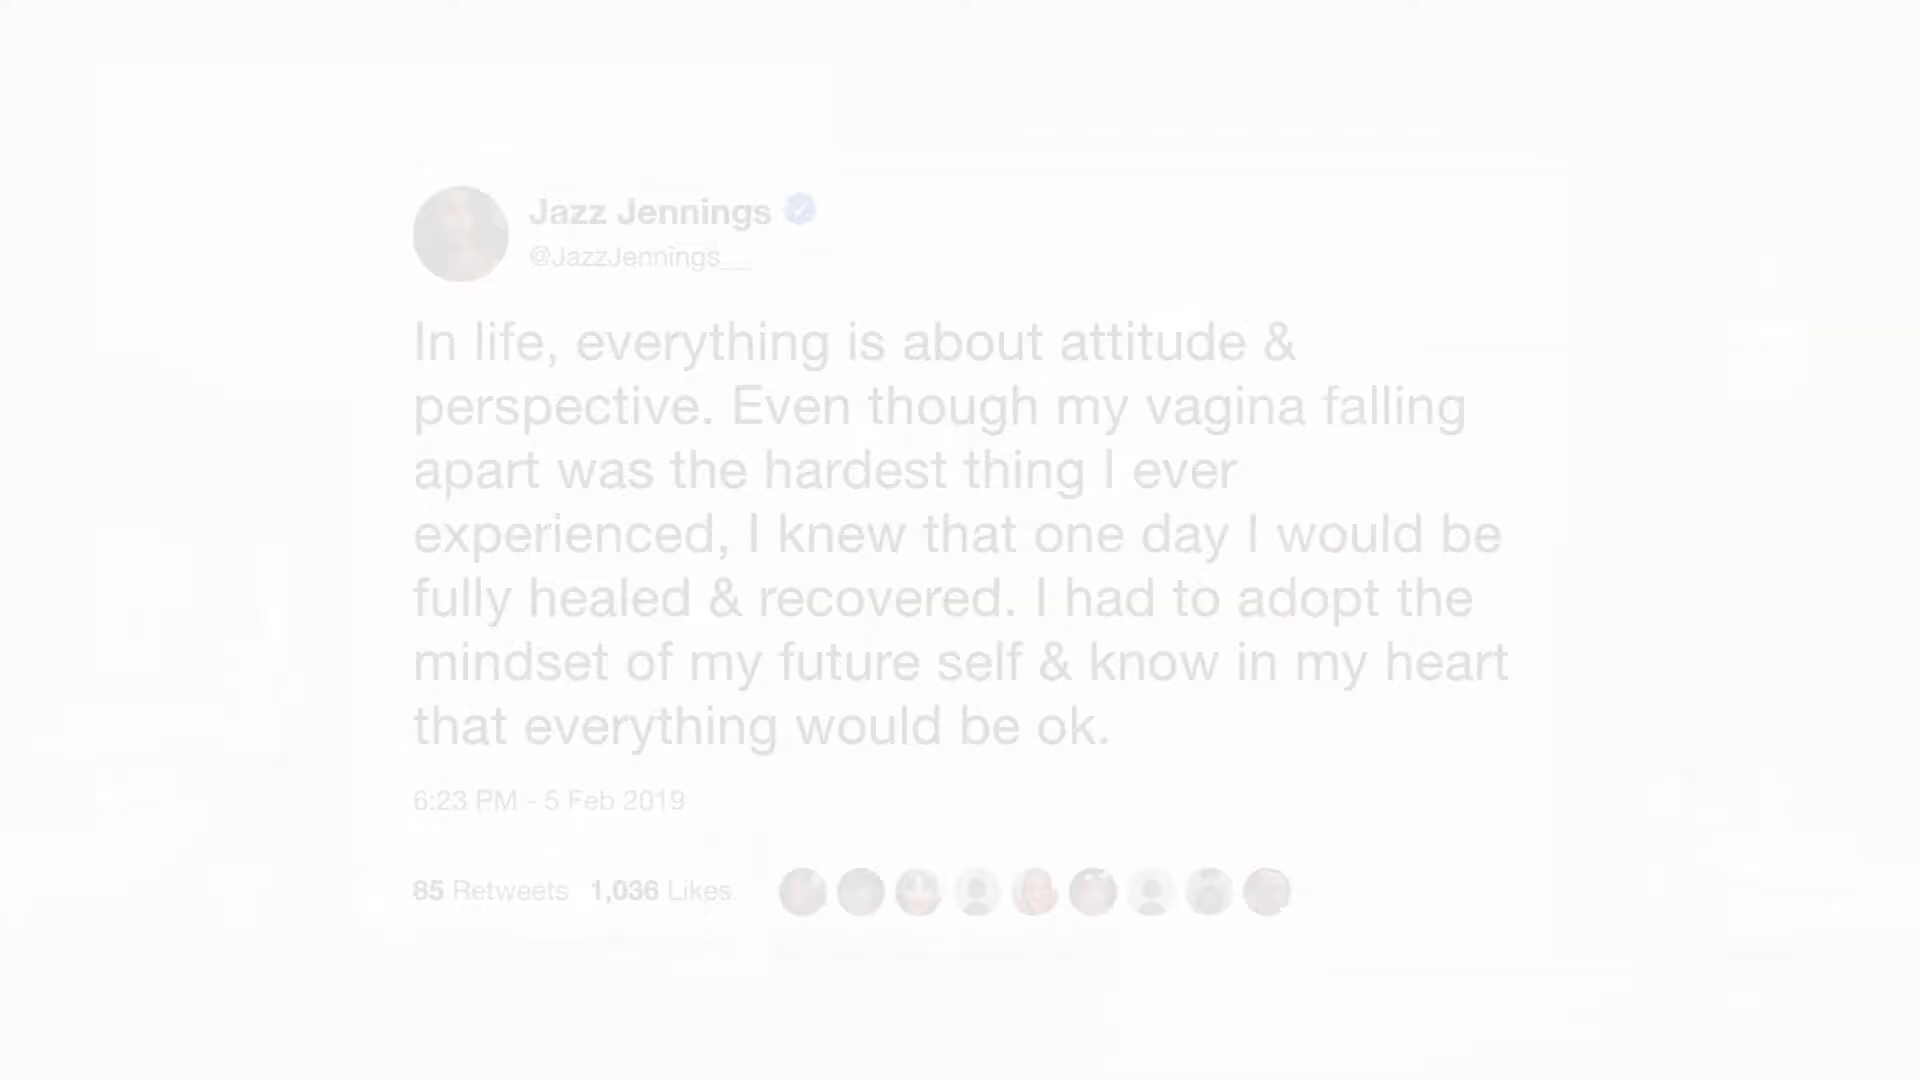 Jazz Jennings
@JazzJennings__
In life, everything is about attitude &
perspective. Even though my vagina falling
apart was the hardest thing I ever
experienced, I knew that one day I would be
fully healed & recovered. I had to adopt the
mindset of my future self & know in my heart
that everything would be ok.
6:23 PM - 5 Feb 2019
85 Retweets 1,036 Likes